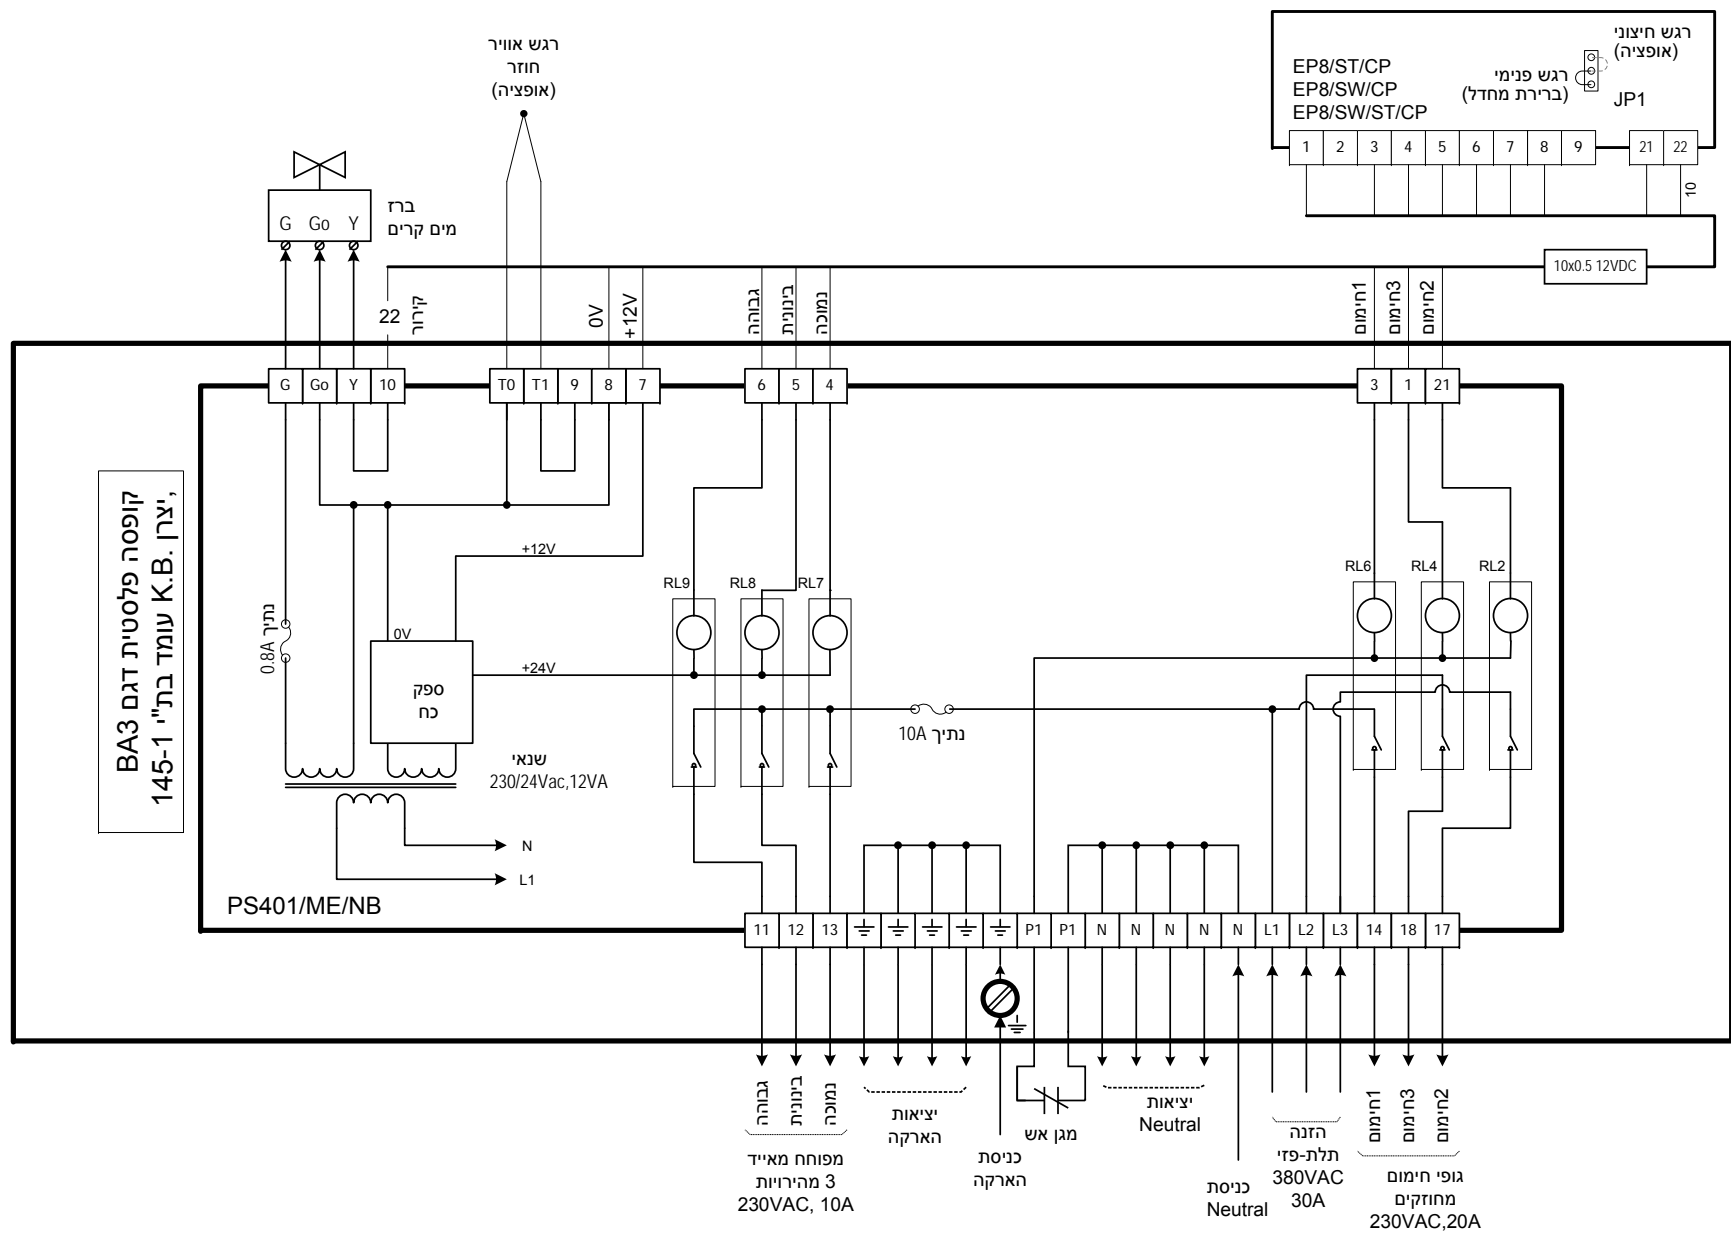 רגש אוויר
חוזר
(אופציה)
EP8/ST/CP
EP8/SW/CP
EP8/SW/ST/CP
רגש חיצוני
(אופציה)
רגש פנימי
(ברירת מחדל)
JP1
1 2 3 4 5 6 7 8 9 21 22
10
G Go Y
ברז
מים קרים
10x0.5 12VDC
22
קירור
0V
+12V
גבוהה
בינונית
נמוכה
חימום1
חימום3
חימום2
G Go Y 10 T0 T1 9 8 7 6 5 4 3 1 21
קופסה פלסטית דגם BA3
יצרן K.B. עומד בת"י 145-1,
+12V
נתיך 0.8A
0V
+24V
ספק
כח
RL9 RL8 RL7
RL6 RL4 RL2
נתיך 10A
שנאי
230/24Vac,12VA
N
L1
PS401/ME/NB
11 12 13 P1 P1 N N N N N L1 L2 L3 14 18 17
גבוהה
בינונית
נמוכה
מפוחח מאייד
3 מהירויות
230VAC, 10A
יציאות
הארקה
כניסת
הארקה
מגן אש
יציאות
Neutral
כניסת
Neutral
הזנה
תלת-פזי
380VAC
30A
חימום1
חימום3
חימום2
גופי חימום
מחוזקים
230VAC,20A